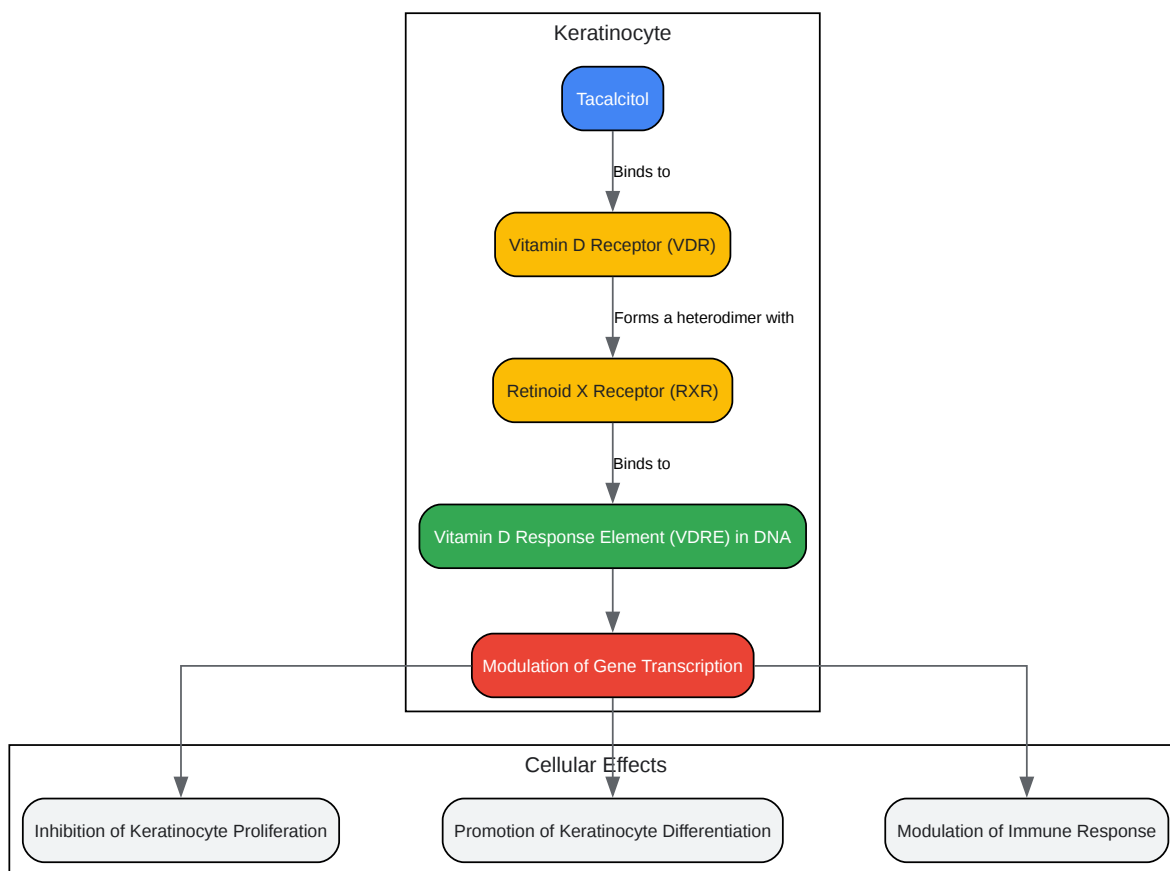 Keratinocyte
Tacalcitol
Binds to
Vitamin D Receptor (VDR)
Forms a heterodimer with
Retinoid X Receptor (RXR)
Binds to
Vitamin D Response Element (VDRE) in DNA
Modulation of Gene Transcription
Cellular Effects
Inhibition of Keratinocyte Proliferation
Promotion of Keratinocyte Differentiation
Modulation of Immune Response